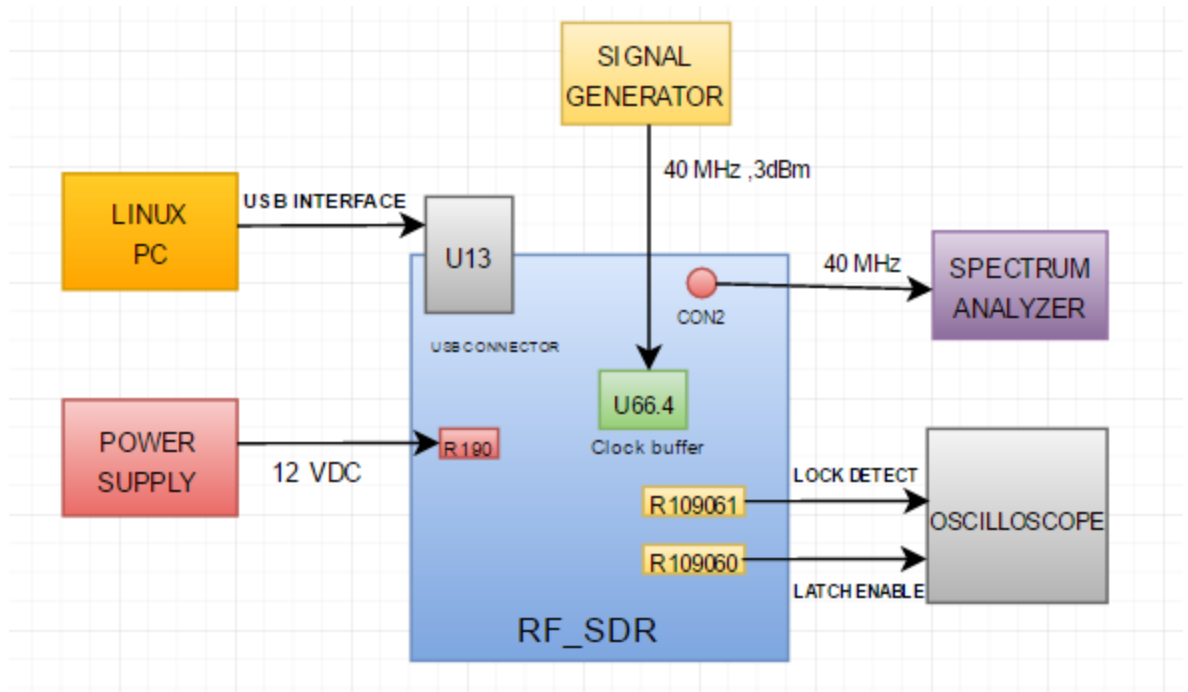 SIGNAL
GENERATOR
40 MHz ,3dBm
LINUX
PC
USB INTERFACE
U13
USB CONNECTOR
CON2
40 MHz
SPECTRUM
ANALYZER
U66.4
Clock buffer
POWER
SUPPLY
12 VDC
R190
R109061
LOCK DETECT
R109060
LATCH ENABLE
OSCILLOSCOPE
RF_SDR